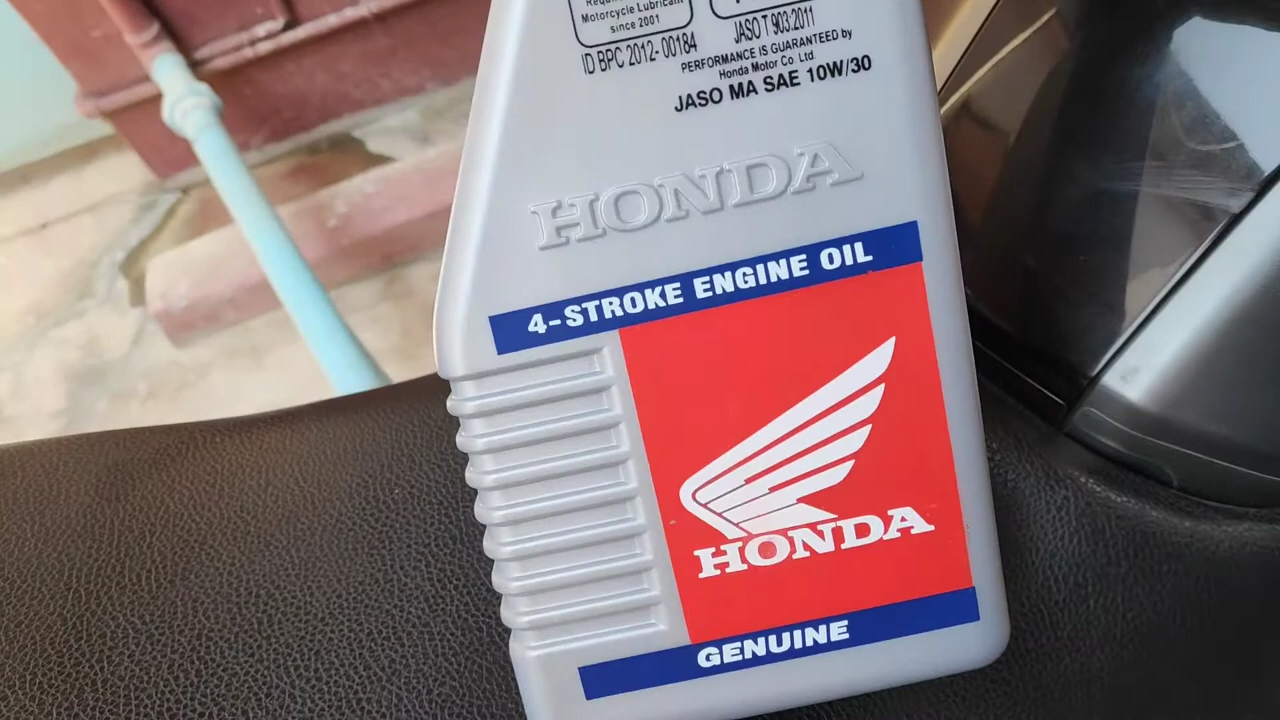 Motorcycle Lubricant
since 2001
ID BPC 2012-00184
JASO T 903:2011
PERFORMANCE IS GUARANTEED by
Honda Motor Co. Ltd.
JASO MA SAE 10W/30
HONDA
4-STROKE ENGINE OIL
HONDA
GENUINE